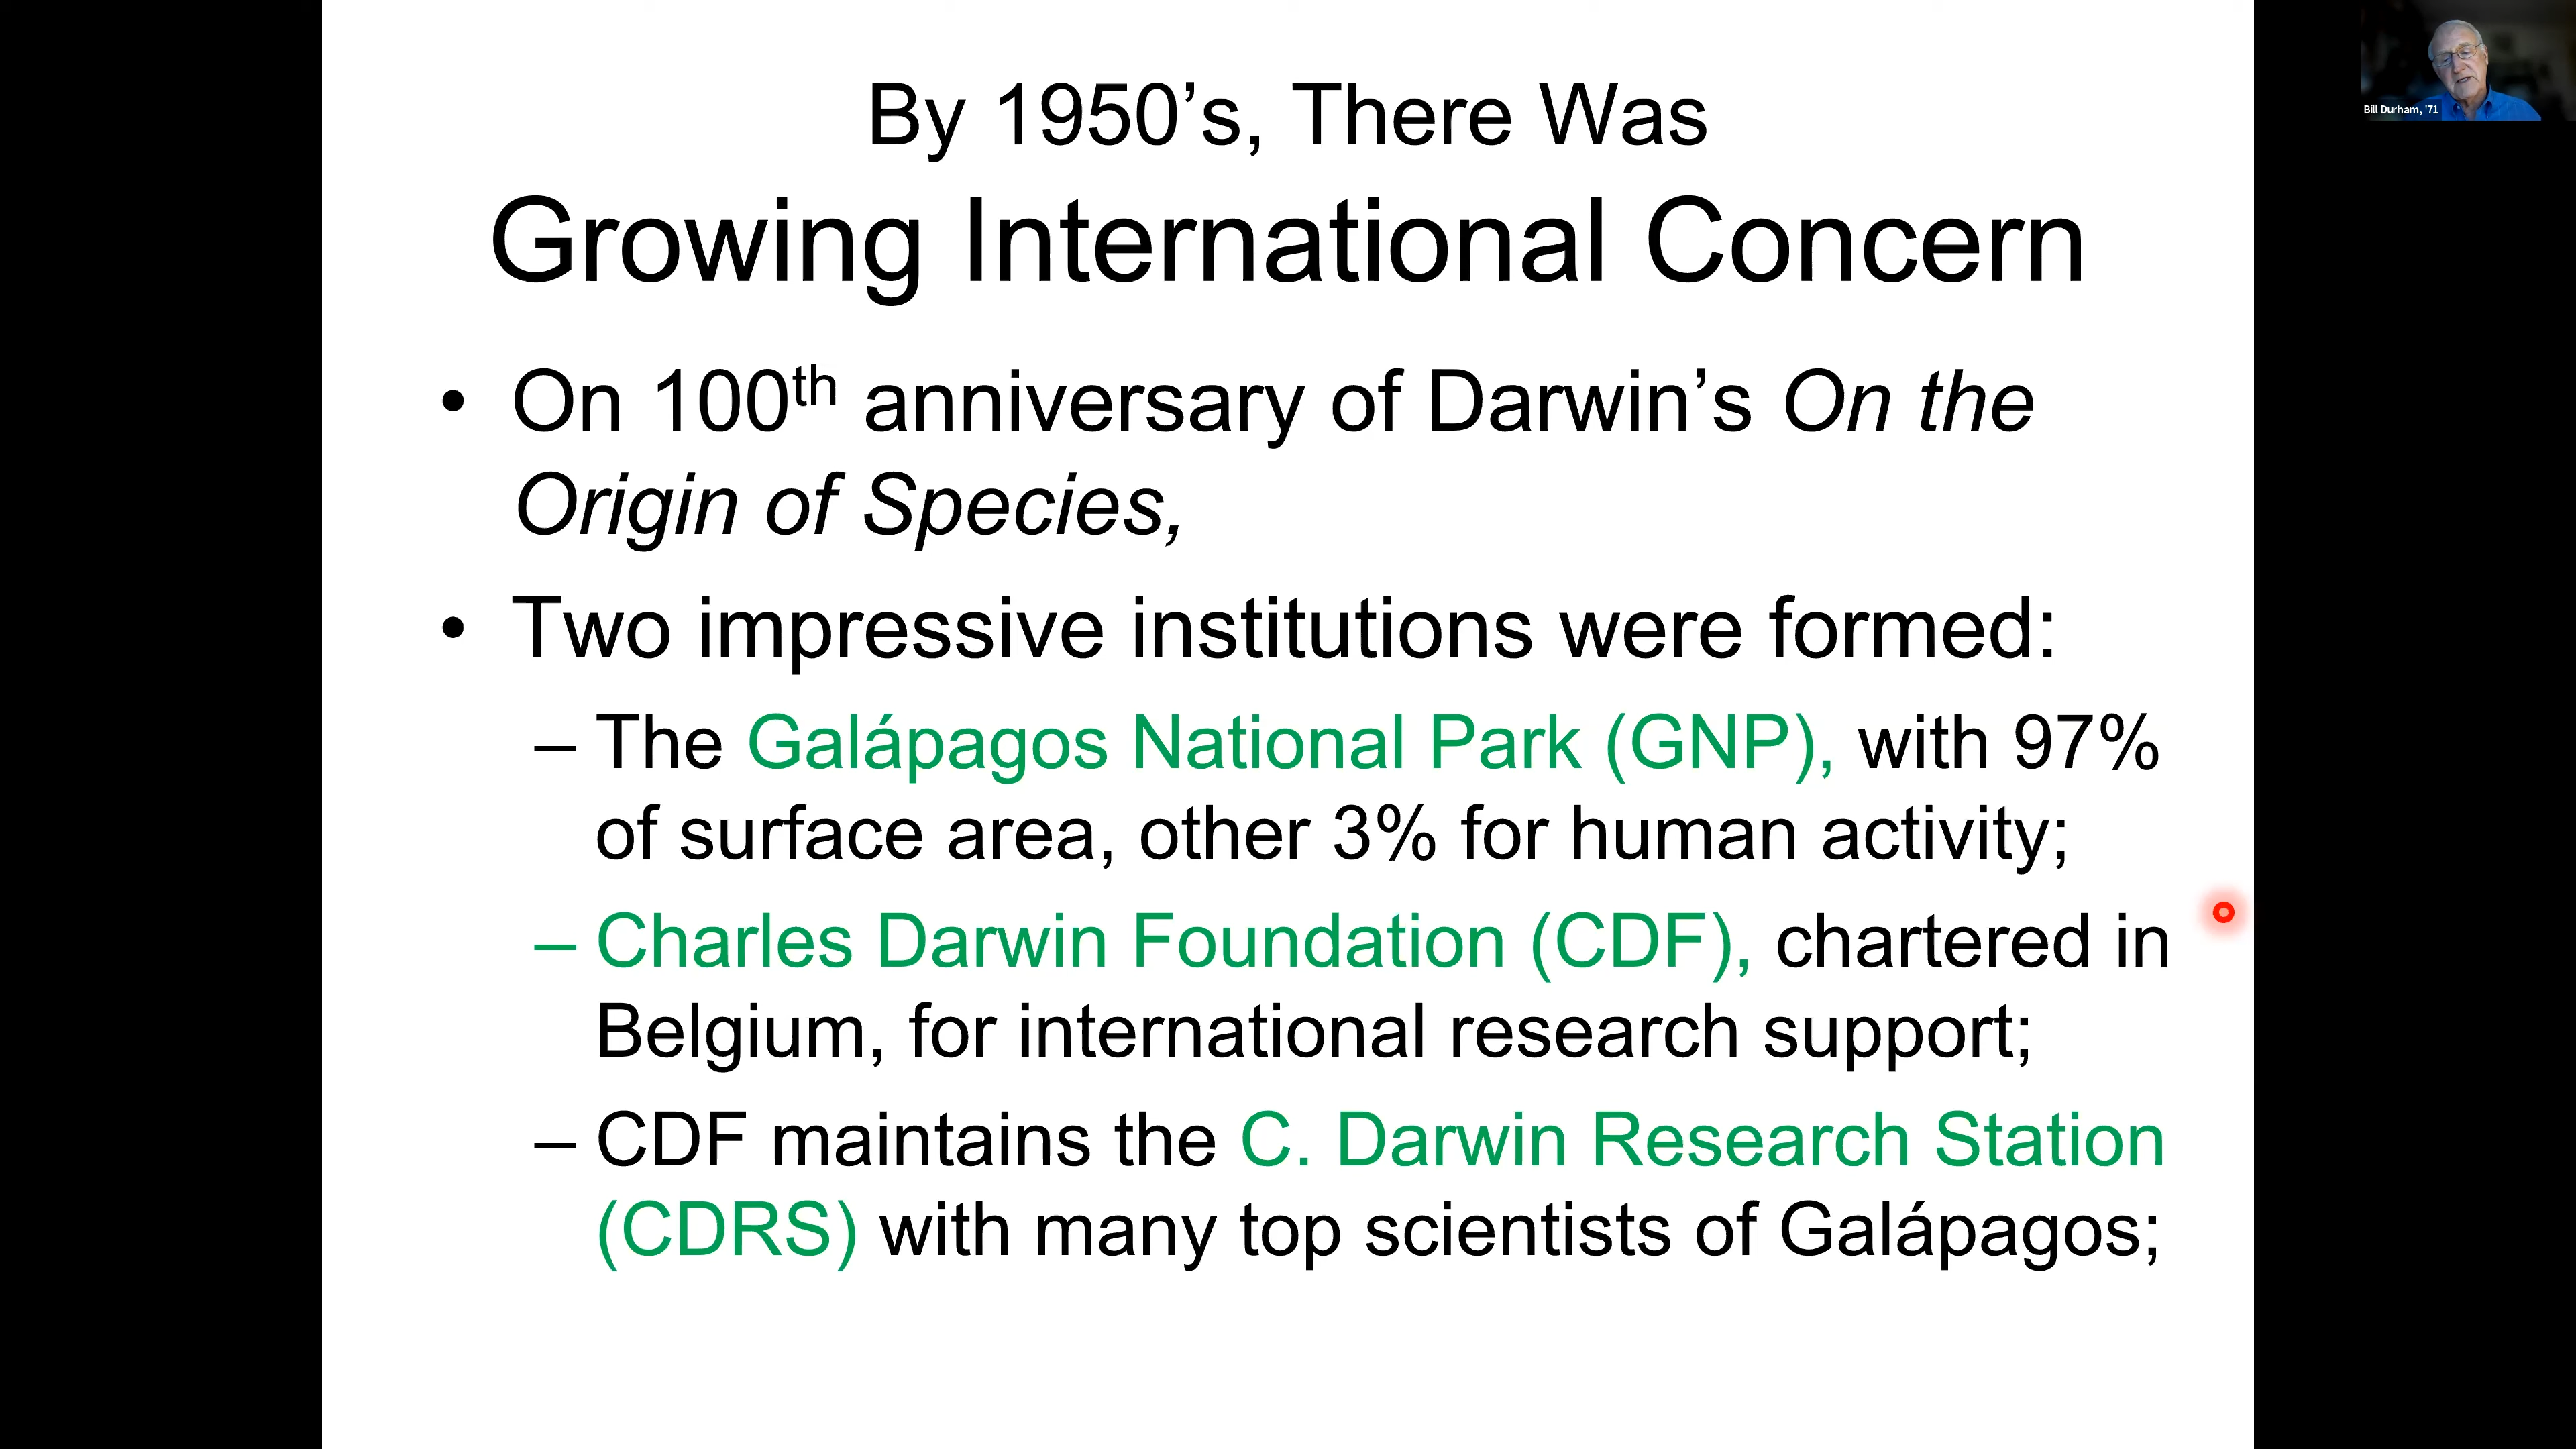 By 1950’s, There Was
Growing International Concern
• On 100th anniversary of Darwin’s On the
Origin of Species,
• Two impressive institutions were formed:
– The Galápagos National Park (GNP), with 97%
of surface area, other 3% for human activity;
– Charles Darwin Foundation (CDF), chartered in
Belgium, for international research support;
– CDF maintains the C. Darwin Research Station
(CDRS) with many top scientists of Galápagos;
Bill Durham, ’71